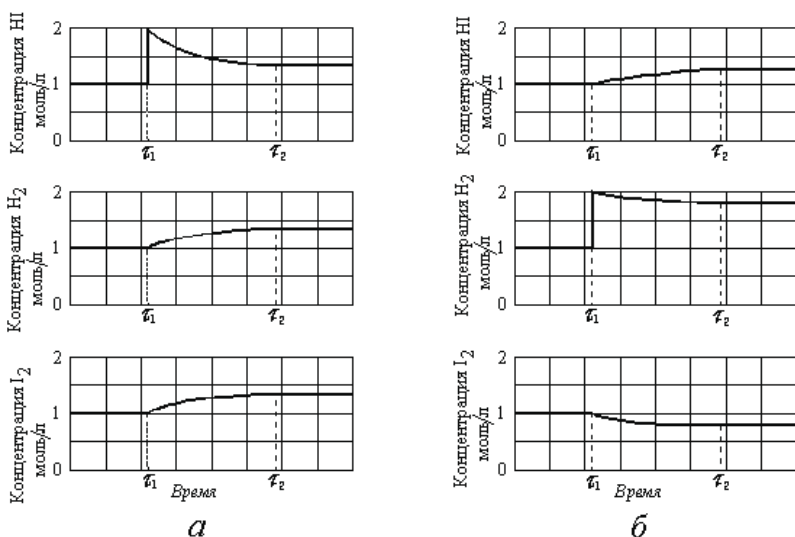 Концентрация HI
моль/л
2
1
0
τ1
τ2
Концентрация H2
моль/л
2
1
0
τ1
τ2
Концентрация I2
моль/л
2
1
0
τ1
τ2
Время
а
Концентрация HI
моль/л
2
1
0
τ1
τ2
Концентрация H2
моль/л
2
1
0
τ1
τ2
Концентрация I2
моль/л
2
1
0
τ1
τ2
Время
б